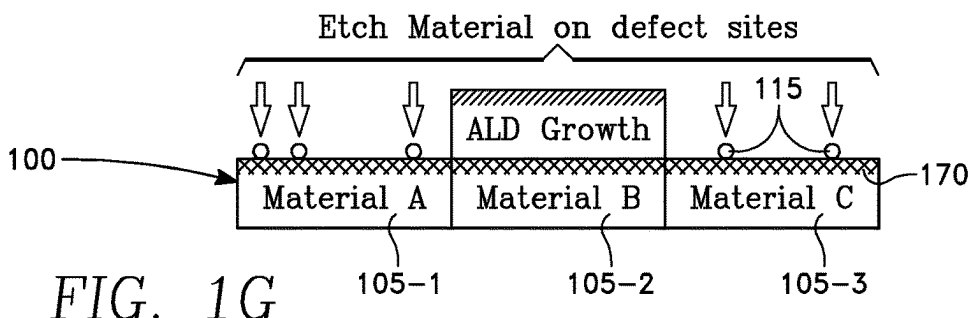 Etch Material on defect sites
115
ALD Growth
100
170
Material A
Material B
Material C
105-1
105-2
105-3
FIG. 1G